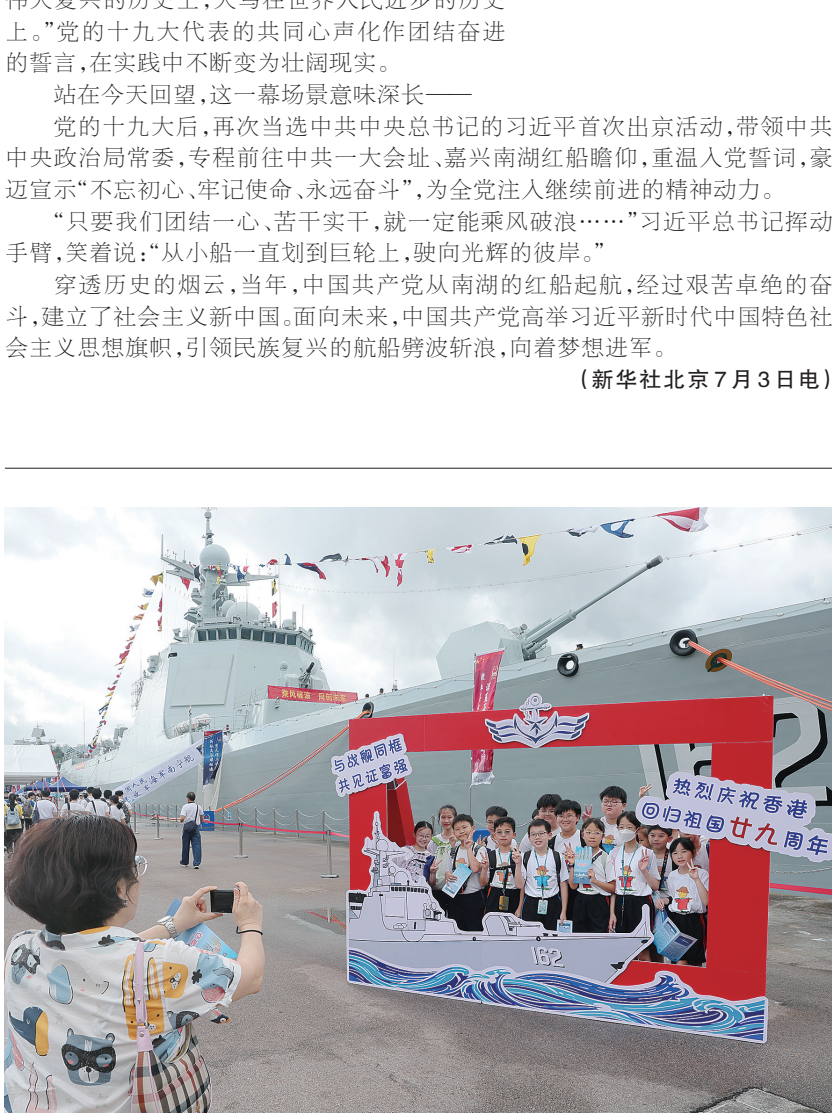 伟大复兴的历史上,大写在世界人民进步的历史
上。”党的十九大代表的共同心声化作团结奋进
的誓言,在实践中不断变为壮阔现实。
站在今天回望,这一幕场景意味深长——
党的十九大后,再次当选中共中央总书记的习近平首次出京活动,带领中共
中央政治局常委,专程前往中共一大会址、嘉兴南湖红船瞻仰,重温入党誓词,豪
迈宣示“不忘初心、牢记使命、永远奋斗”,为全党注入继续前进的精神动力。
“只要我们团结一心、苦干实干,就一定能乘风破浪……”习近平总书记挥动
手臂,笑着说:“从小船一直划到巨轮上,驶向光辉的彼岸。”
穿透历史的烟云,当年,中国共产党从南湖的红船起航,经过艰苦卓绝的奋
斗,建立了社会主义新中国。面向未来,中国共产党高举习近平新时代中国特色社
会主义思想旗帜,引领民族复兴的航船劈波斩浪,向着梦想进军。
(新华社北京7月3日电)
与战舰同框
共见证富强
热烈庆祝香港
回归祖国廿九周年
162
162